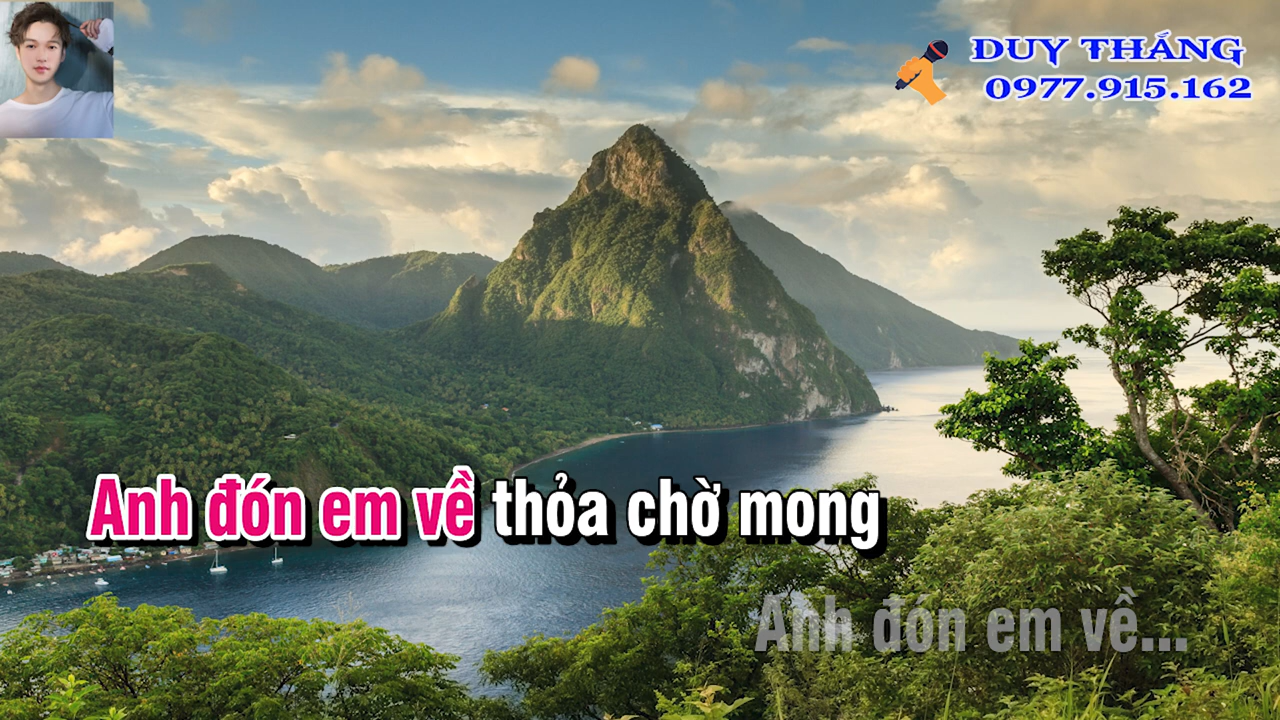 DUY THẮNG
0977.915.162
Anh đón em về thỏa chờ mong
Anh đón em về...